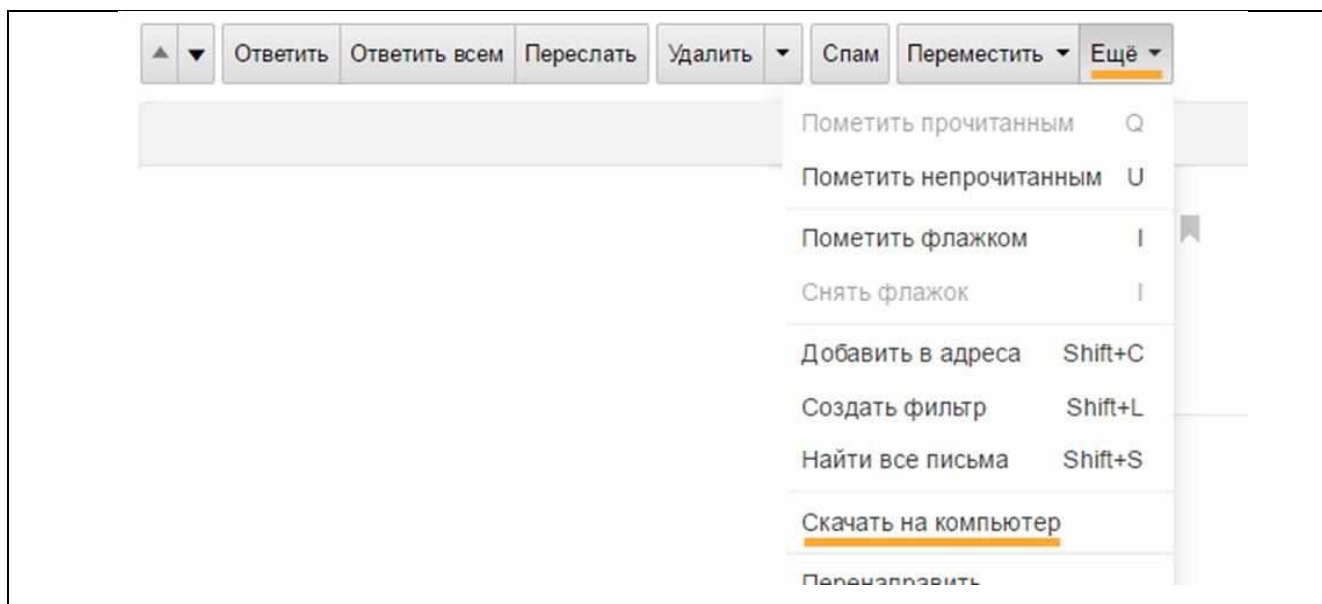 Ответить Ответить всем Переслать Удалить Спам Переместить Ещё
Пометить прочитанным Q
Пометить непрочитанным U
Пометить флажком I
Снять флажок I
Добавить в адреса Shift+C
Создать фильтр Shift+L
Найти все письма Shift+S
Скачать на компьютер
Перенаправить